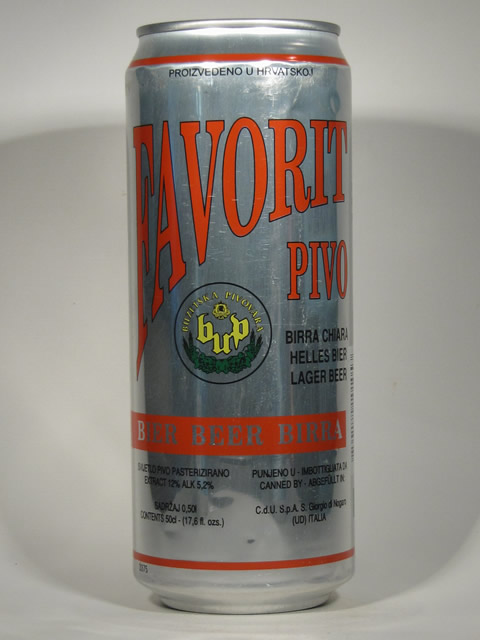 PROIZVEDENO U HRVATSKOJ
FAVORIT
PIVO
BUZETSKA PIVOVARA
bup
BIRRA CHIARA
HELLES BIER
LAGER BEER
BIER BEER BIRRA
SVIJETLO PIVO PASTERIZIRANO
EXTRACT 12% ALK 5,2%
SADRŽAJ 0,50l
CONTENTS 50cl - (17,6 fl. ozs.)
PUNJENO U - IMBOTTIGLIATA DA
CANNED BY - ABGEFÜLLT IN:
C.d.U. S.p.A. S. Giorgio di Nogaro
(UD) ITALIA